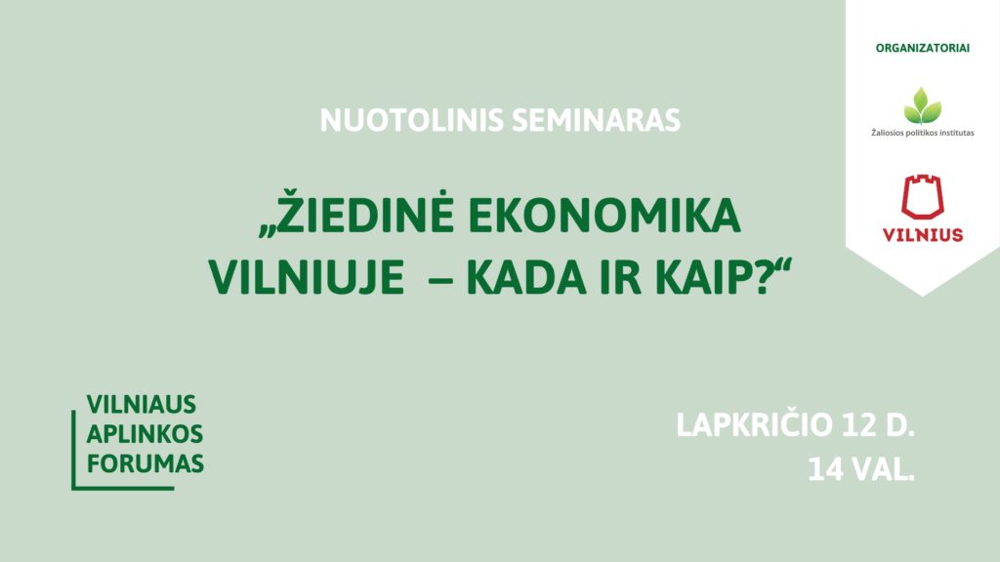 ORGANIZATORIAI
Žaliosios politikos institutas
VILNIUS
NUOTOLINIS SEMINARAS
„ŽIEDINĖ EKONOMIKA
VILNIUJE – KADA IR KAIP?“
VILNIAUS
APLINKOS
FORUMAS
LAPKRIČIO 12 D.
14 VAL.